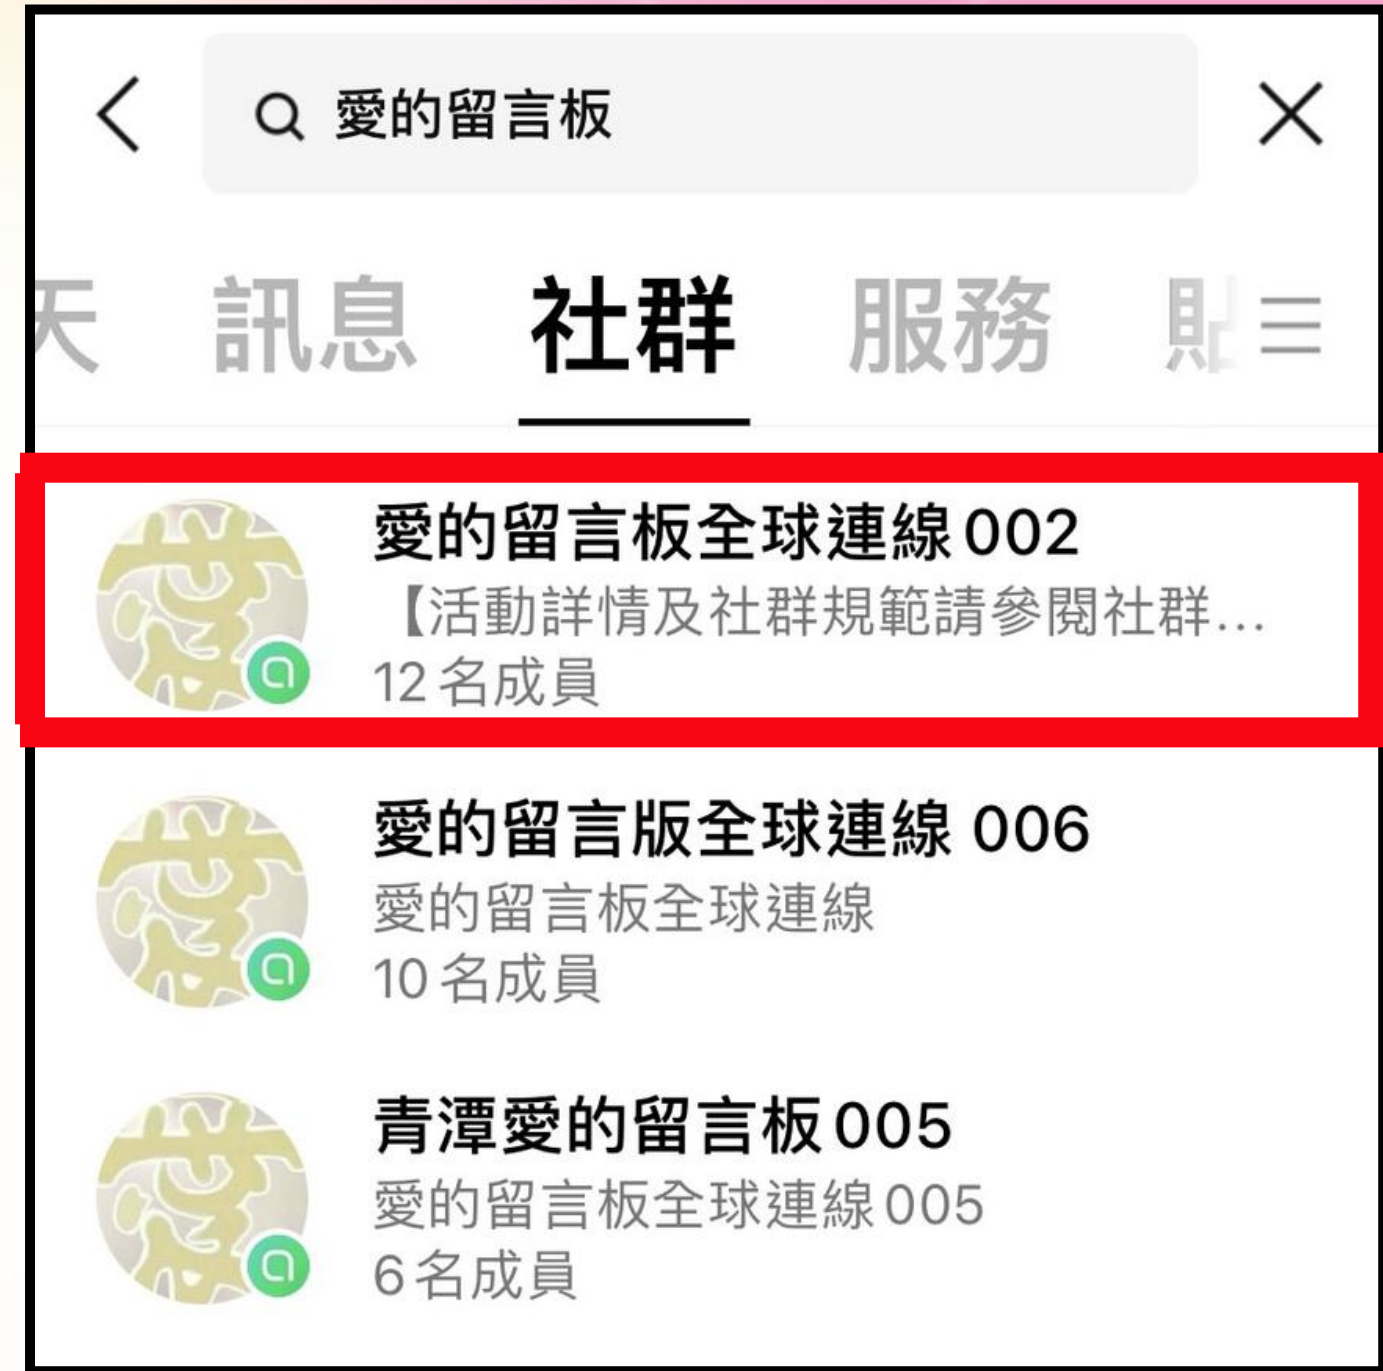 愛的留言板
天 訊息 社群 服務 貼
愛的留言板全球連線002
【活動詳情及社群規範請參閱社群...
12名成員
愛的留言版全球連線 006
愛的留言板全球連線
10名成員
青潭愛的留言板005
愛的留言板全球連線005
6名成員